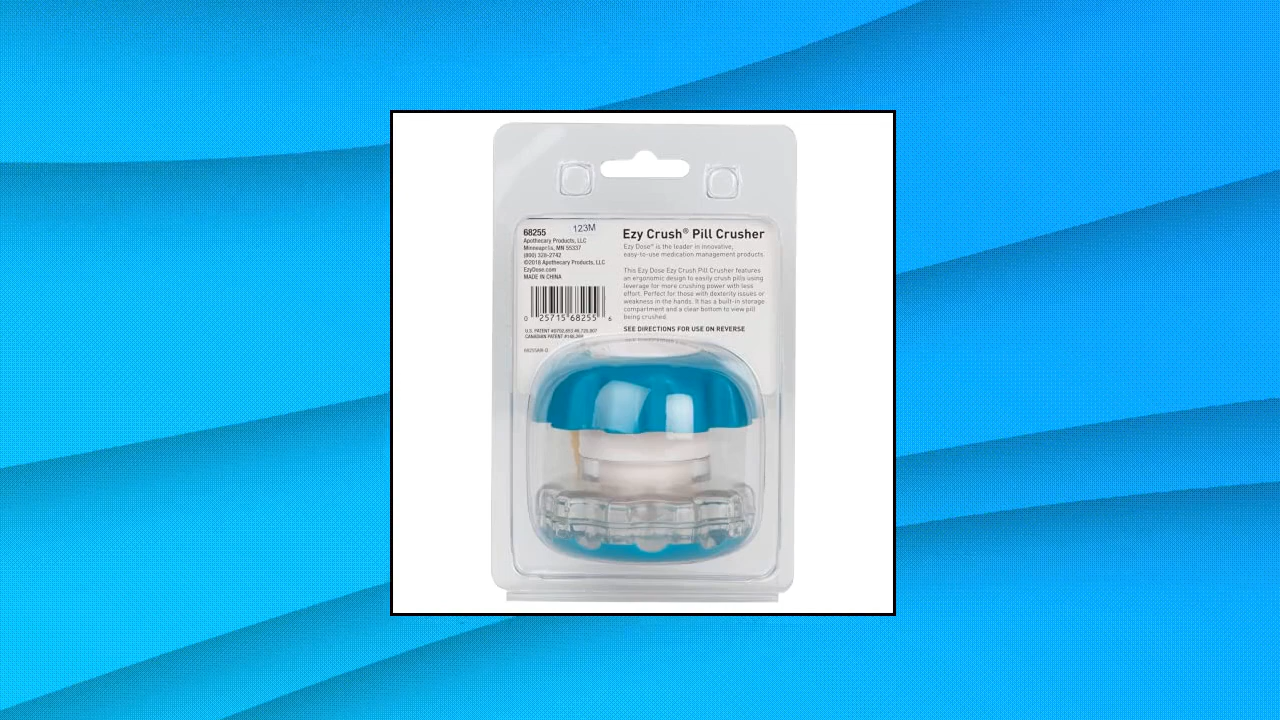 68255
123M
Apothecary Products, LLC
Minneapolis, MN 55337
(800) 328-2742
©2018 Apothecary Products, LLC
EzyDose.com
MADE IN CHINA
0 25715 68255 6
Ezy Crush® Pill Crusher
Ezy Dose® is the leader in innovative,
easy-to-use medication management products.
This Ezy Dose Ezy Crush Pill Crusher features
an ergonomic design to easily crush pills using
leverage for more crushing power with less
effort. Perfect for those with dexterity issues or
weakness in the hands. It has a built-in storage
compartment and a clear bottom to view pill
being crushed.
SEE DIRECTIONS FOR USE ON REVERSE